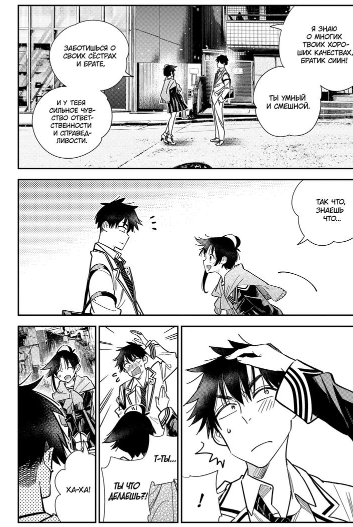 Я ЗНАЮ
О МНОГИХ
ТВОИХ ХОРО-
ШИХ КАЧЕСТВАХ,
БРАТИК СИИН!
ТЫ УМНЫЙ
И СМЕШНОЙ.
ЗАБОТИШЬСЯ О
СВОИХ СЁСТРАХ
И БРАТЕ,
И У ТЕБЯ
СИЛЬНОЕ ЧУВ-
СТВО ОТВЕТ-
СТВЕННОСТИ
И СПРАВЕД-
ЛИВОСТИ.
ТАК ЧТО,
ЗНАЕШЬ
ЧТО...
ХА-ХА!
Т-ТЫ...
ТЫ ЧТО
ДЕЛАЕШЬ?!
!